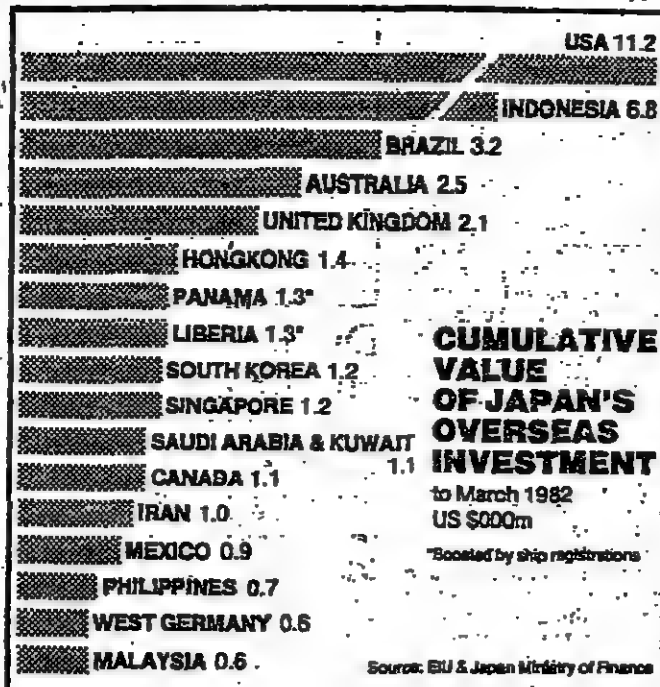 USA 11.2
INDONESIA 6.8
BRAZIL 3.2
AUSTRALIA 2.5
UNITED KINGDOM 2.1
HONGKONG 1.4
PANAMA 1.3*
LIBERIA 1.3*
SOUTH KOREA 1.2
SINGAPORE 1.2
SAUDI ARABIA & KUWAIT
1.1
CANADA 1.1
IRAN 1.0
MEXICO 0.9
PHILIPPINES 0.7
WEST GERMANY 0.6
MALAYSIA 0.6
CUMULATIVE
VALUE
OF JAPAN'S
OVERSEAS
INVESTMENT
to March 1982
US $000m
*Boosted by ship registrations
Source: EIU & Japan Ministry of Finance